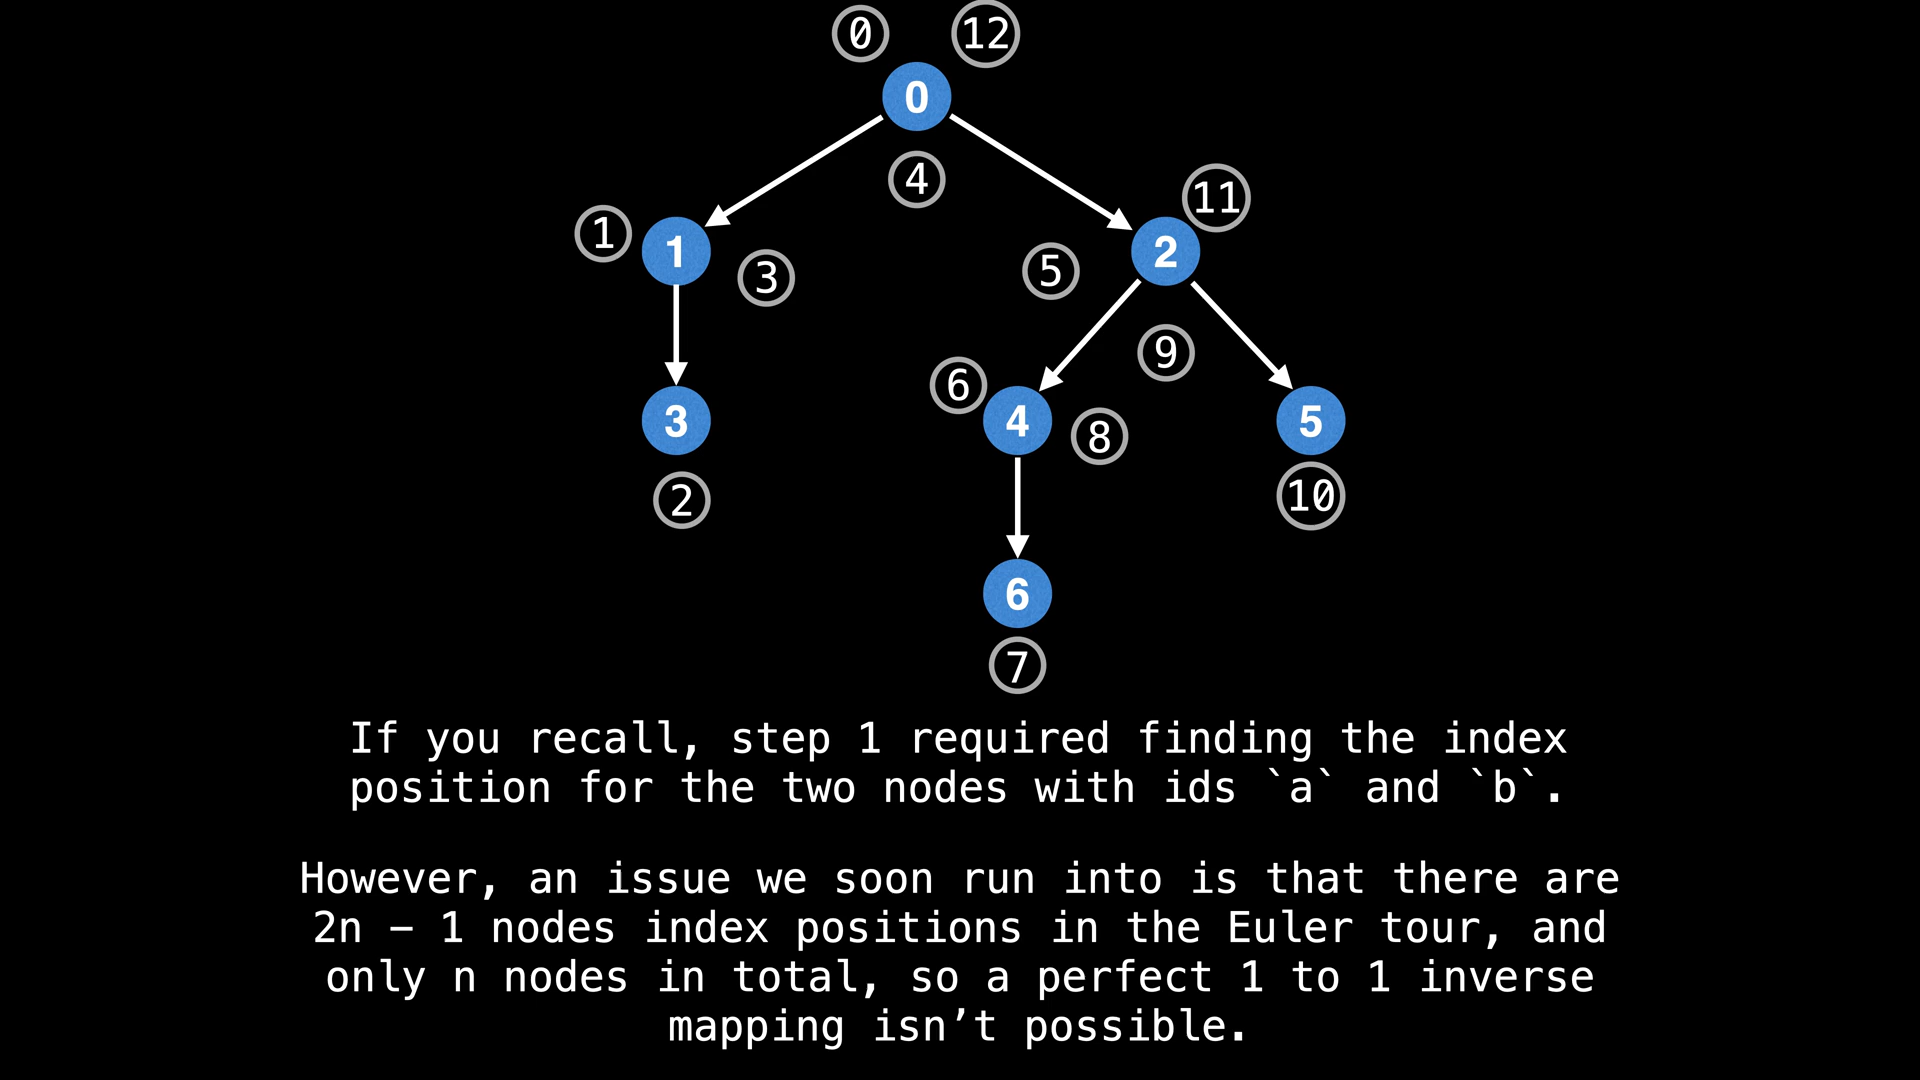 0 12
0
4
11
1 1 2
3 5
9
6
3 4 8 5
2 10
6
7
If you recall, step 1 required finding the index
position for the two nodes with ids `a` and `b`.
However, an issue we soon run into is that there are
2n – 1 nodes index positions in the Euler tour, and
only n nodes in total, so a perfect 1 to 1 inverse
mapping isn’t possible.